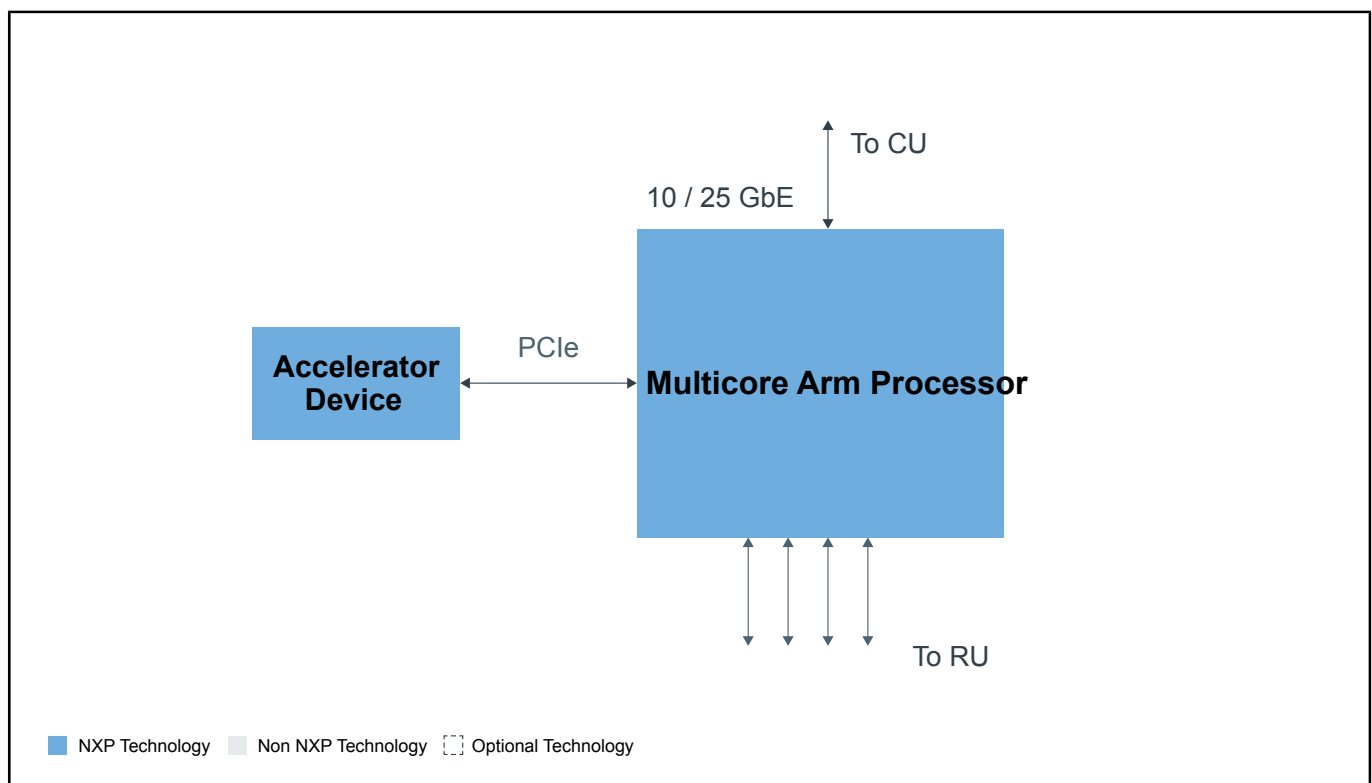 To CU
10 / 25 GbE
PCIe
Accelerator
Device
Multicore Arm Processor
To RU
NXP Technology
Non NXP Technology
Optional Technology